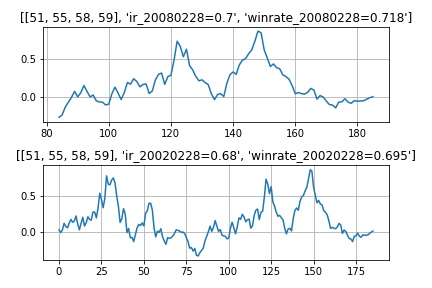 [[51, 55, 58, 59], 'ir_20080228=0.7', 'winrate_20080228=0.718']
0.5
0.0
80 100 120 140 160 180
[[51, 55, 58, 59], 'ir_20020228=0.68', 'winrate_20020228=0.695']
0.5
0.0
0 25 50 75 100 125 150 175